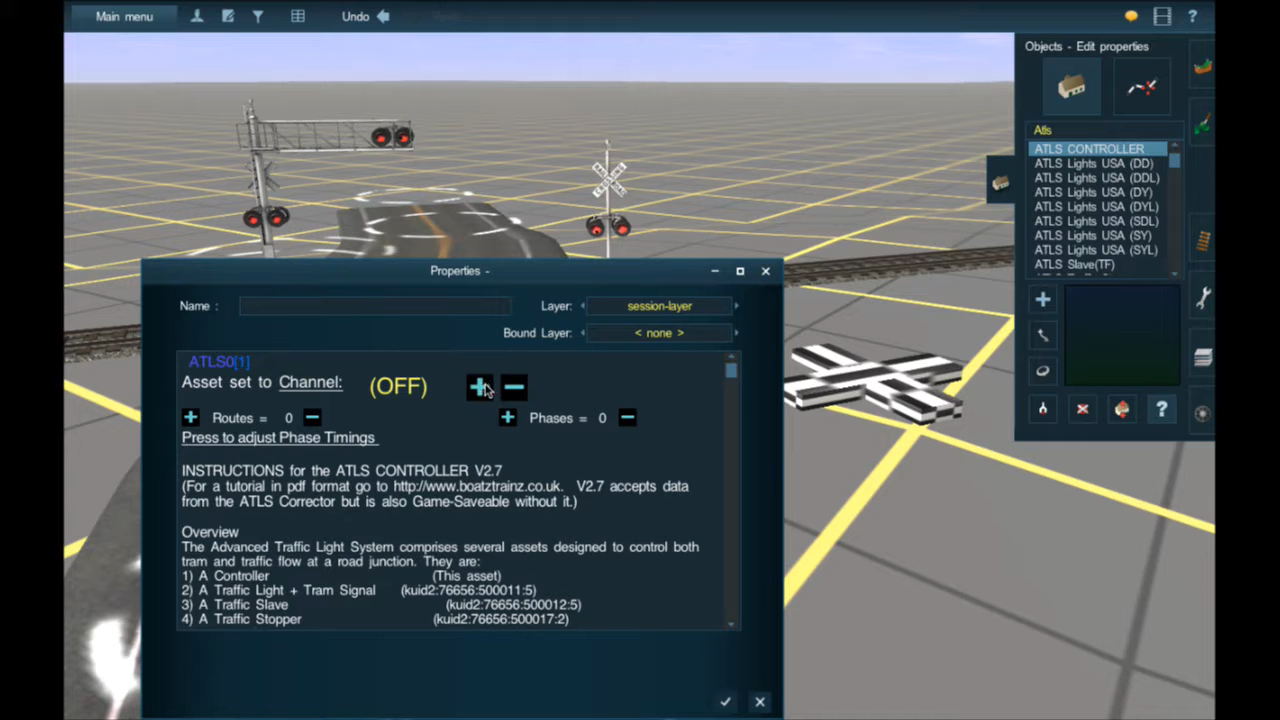 Main menu
Undo
?
Objects - Edit properties
Atls
ATLS CONTROLLER
ATLS Lights USA (DD)
ATLS Lights USA (DDL)
ATLS Lights USA (DY)
ATLS Lights USA (DYL)
ATLS Lights USA (SDL)
ATLS Lights USA (SY)
ATLS Lights USA (SYL)
ATLS Slave(TF)
?
Properties -
Name :
Layer: session-layer
Bound Layer: < none >
ATLS0[1]
Asset set to Channel: (OFF)
Routes = 0
Phases = 0
Press to adjust Phase Timings
INSTRUCTIONS for the ATLS CONTROLLER V2.7
(For a tutorial in pdf format go to http://www.boatztrainz.co.uk. V2.7 accepts data
from the ATLS Corrector but is also Game-Saveable without it.)
Overview
The Advanced Traffic Light System comprises several assets designed to control both
tram and traffic flow at a road junction. They are:
1) A Controller (This asset)
2) A Traffic Light + Tram Signal (kuid2:76656:500011:5)
3) A Traffic Slave (kuid2:76656:500012:5)
4) A Traffic Stopper (kuid2:76656:500017:2)